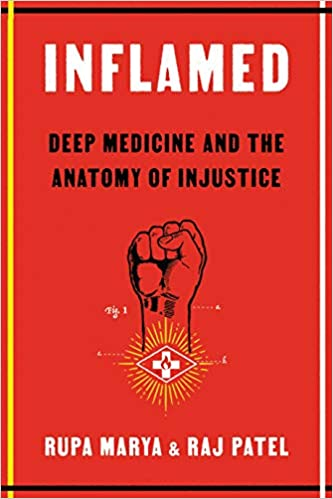 INFLAMED
DEEP MEDICINE AND THE
ANATOMY OF INJUSTICE
Fig. 1
a
a
b
RUPA MARYA & RAJ PATEL